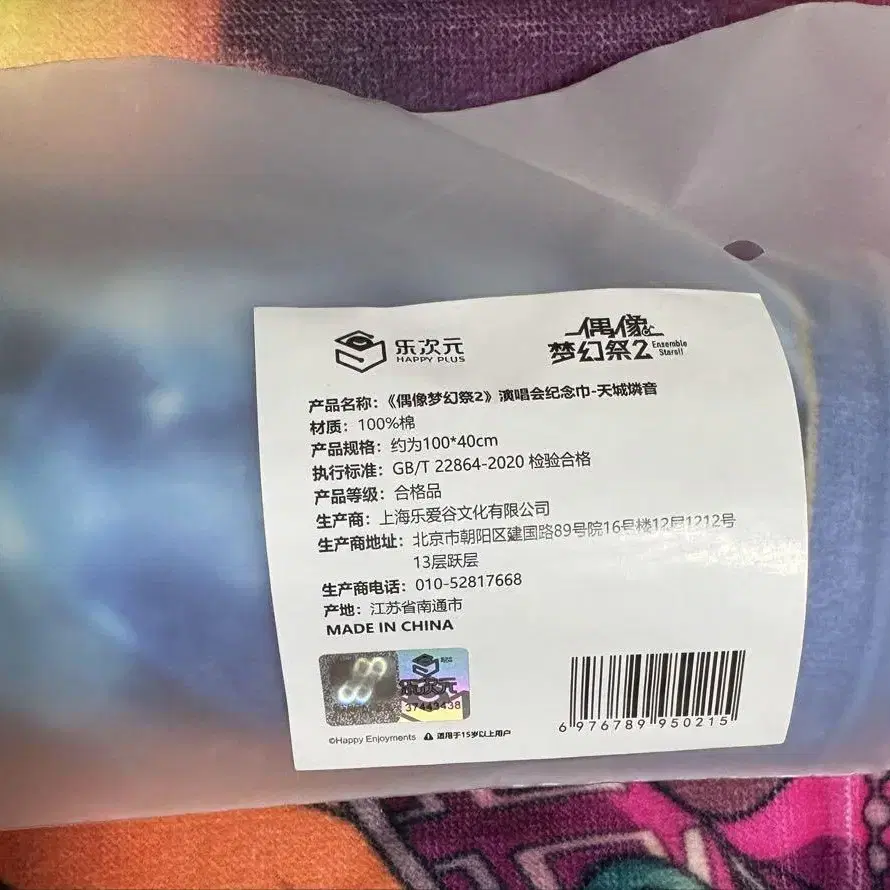 乐次元
HAPPY PLUS
偶像
梦幻祭2 Ensemble Stars!!
产品名称：《偶像梦幻祭2》演唱会纪念巾-天城燐音
材质：100%棉
产品规格：约为100*40cm
执行标准：GB/T 22864-2020 检验合格
产品等级：合格品
生产商：上海乐爱谷文化有限公司
生产商地址：北京市朝阳区建国路89号院16号楼12层1212号
13层跃层
生产商电话：010-52817668
产地：江苏省南通市
MADE IN CHINA
乐次元
37443438
©Happy Enjoyments 适用于15岁以上用户
6 976789 950215